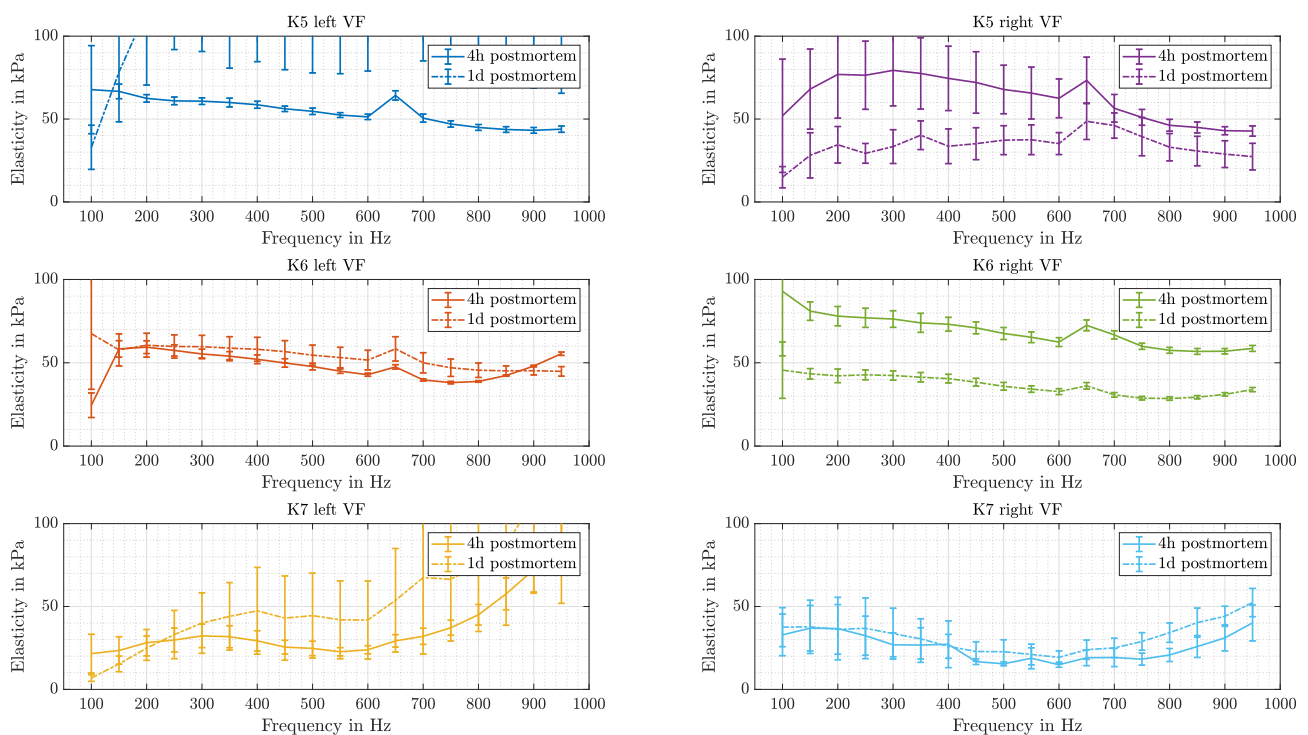 K5 left VF
100
50
0
Elasticity in kPa
4h postmortem
1d postmortem
100 200 300 400 500 600 700 800 900 1000
Frequency in Hz
K5 right VF
100
50
0
Elasticity in kPa
4h postmortem
1d postmortem
100 200 300 400 500 600 700 800 900 1000
Frequency in Hz
K6 left VF
100
50
0
Elasticity in kPa
4h postmortem
1d postmortem
100 200 300 400 500 600 700 800 900 1000
Frequency in Hz
K6 right VF
100
50
0
Elasticity in kPa
4h postmortem
1d postmortem
100 200 300 400 500 600 700 800 900 1000
Frequency in Hz
K7 left VF
100
50
0
Elasticity in kPa
4h postmortem
1d postmortem
100 200 300 400 500 600 700 800 900 1000
Frequency in Hz
K7 right VF
100
50
0
Elasticity in kPa
4h postmortem
1d postmortem
100 200 300 400 500 600 700 800 900 1000
Frequency in Hz